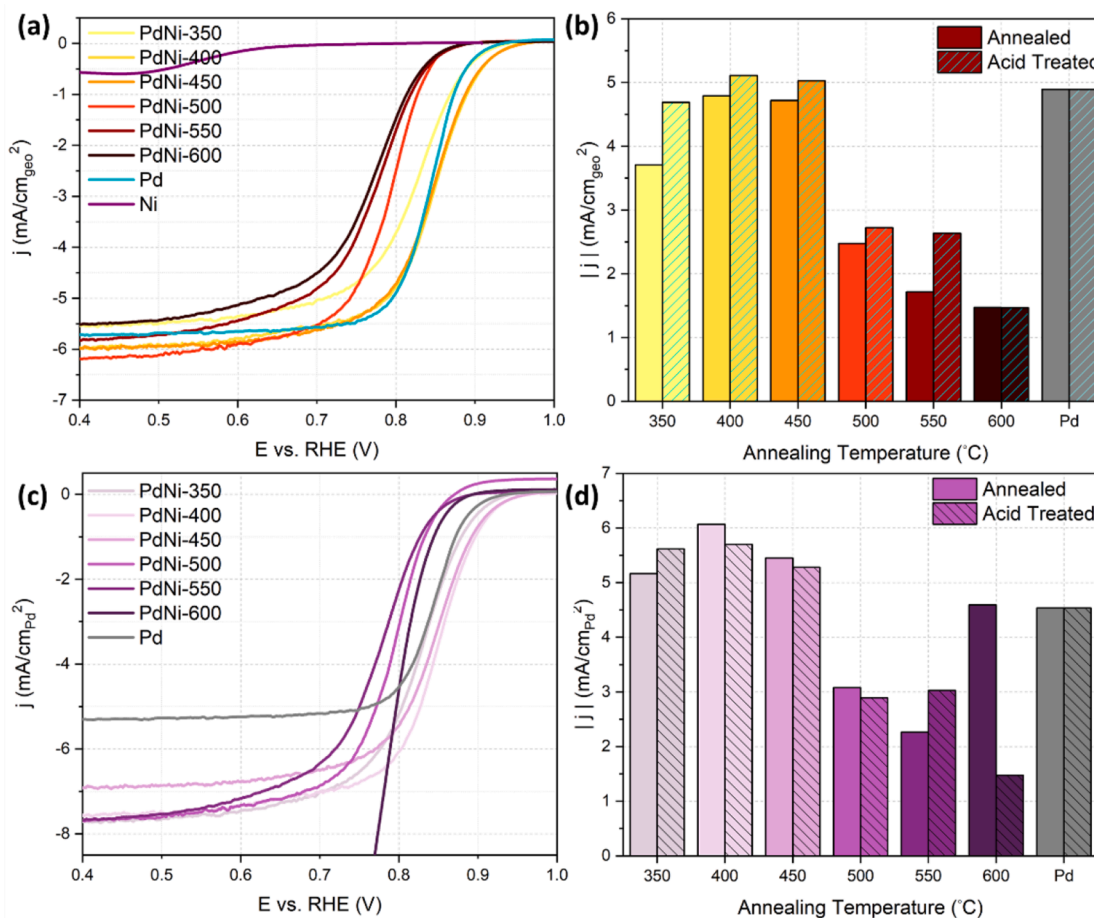 (a)
PdNi-350
PdNi-400
PdNi-450
PdNi-500
PdNi-550
PdNi-600
Pd
Ni
0
-1
-2
-3
-4
-5
-6
-7
j (mA/cm_geo^2)
0.4 0.5 0.6 0.7 0.8 0.9 1.0
E vs. RHE (V)
(b)
Annealed
Acid Treated
6
5
4
3
2
1
0
| j | (mA/cm_geo^2)
350 400 450 500 550 600 Pd
Annealing Temperature (°C)
(c)
PdNi-350
PdNi-400
PdNi-450
PdNi-500
PdNi-550
PdNi-600
Pd
0
-2
-4
-6
-8
j (mA/cm_Pd^2)
0.4 0.5 0.6 0.7 0.8 0.9 1.0
E vs. RHE (V)
(d)
Annealed
Acid Treated
7
6
5
4
3
2
1
0
| j | (mA/cm_Pd^2)
350 400 450 500 550 600 Pd
Annealing Temperature (°C)